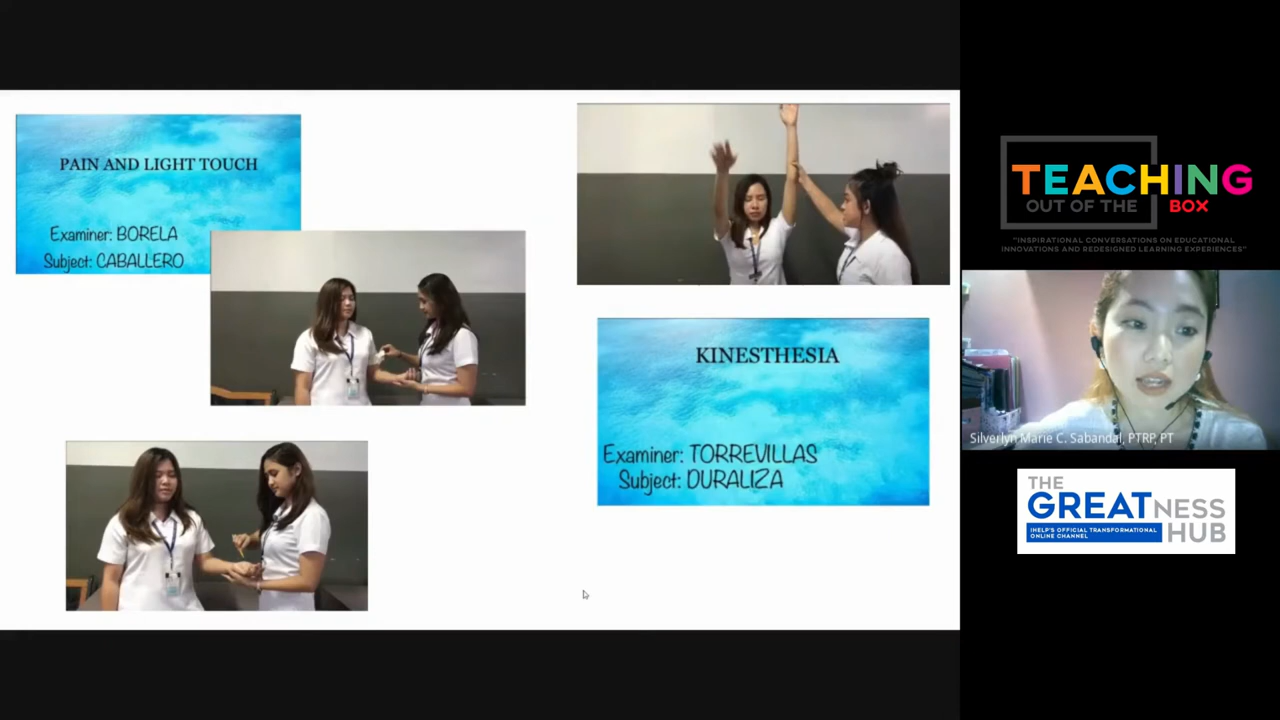 PAIN AND LIGHT TOUCH
Examiner: BORELA
Subject: CABALLERO
KINESTHESIA
Examiner: TORREVILLAS
Subject: DURALIZA
TEACHING
OUT OF THE BOX
"INSPIRATIONAL CONVERSATIONS ON EDUCATIONAL
INNOVATIONS AND REDESIGNED LEARNING EXPERIENCES"
Silverlyn Marie C. Sabandal, PTRP, PT
THE
GREATNESS
INELP'S OFFICIAL TRANSFORMATIONAL
ONLINE CHANNEL
HUB